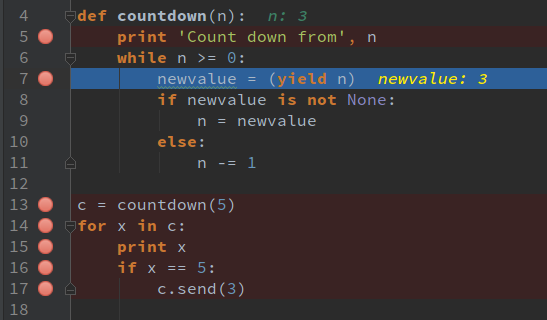 4 def countdown(n): n: 3
5 print 'Count down from', n
6 while n >= 0:
7 newvalue = (yield n) newvalue: 3
8 if newvalue is not None:
9 n = newvalue
10 else:
11 n -= 1
12
13 c = countdown(5)
14 for x in c:
15 print x
16 if x == 5:
17 c.send(3)
18